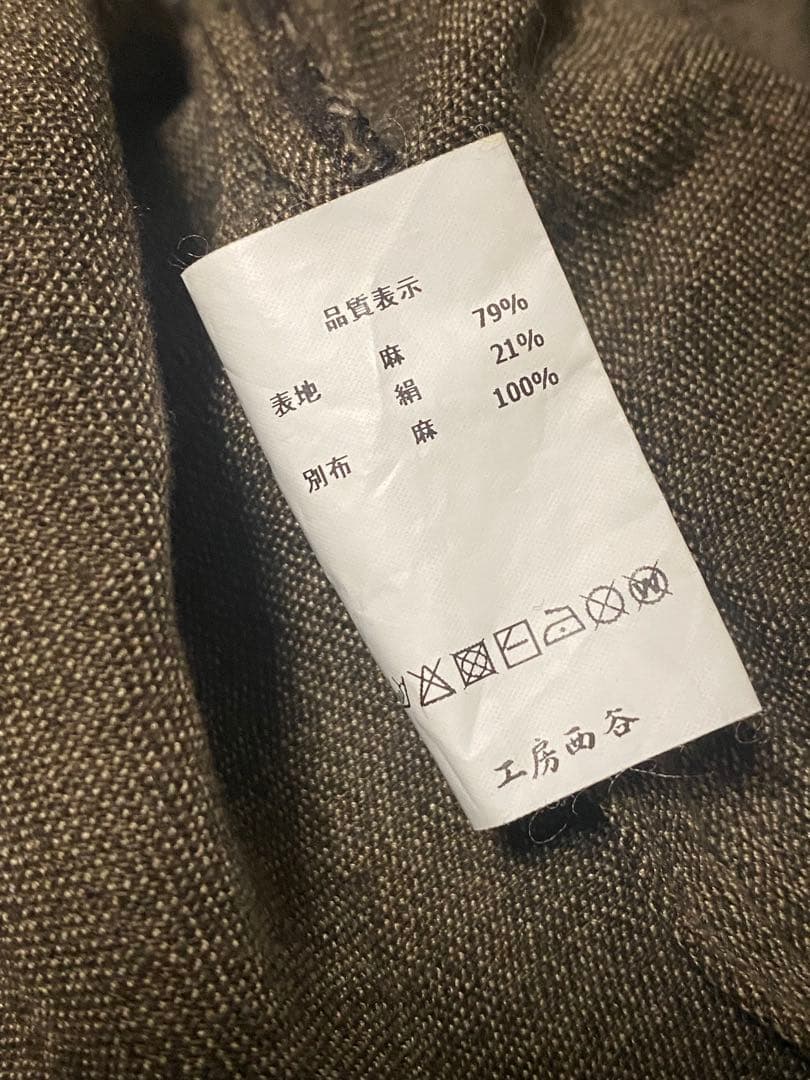 品質表示
表地 麻 79%
絹 21%
別布 麻 100%
工房西谷